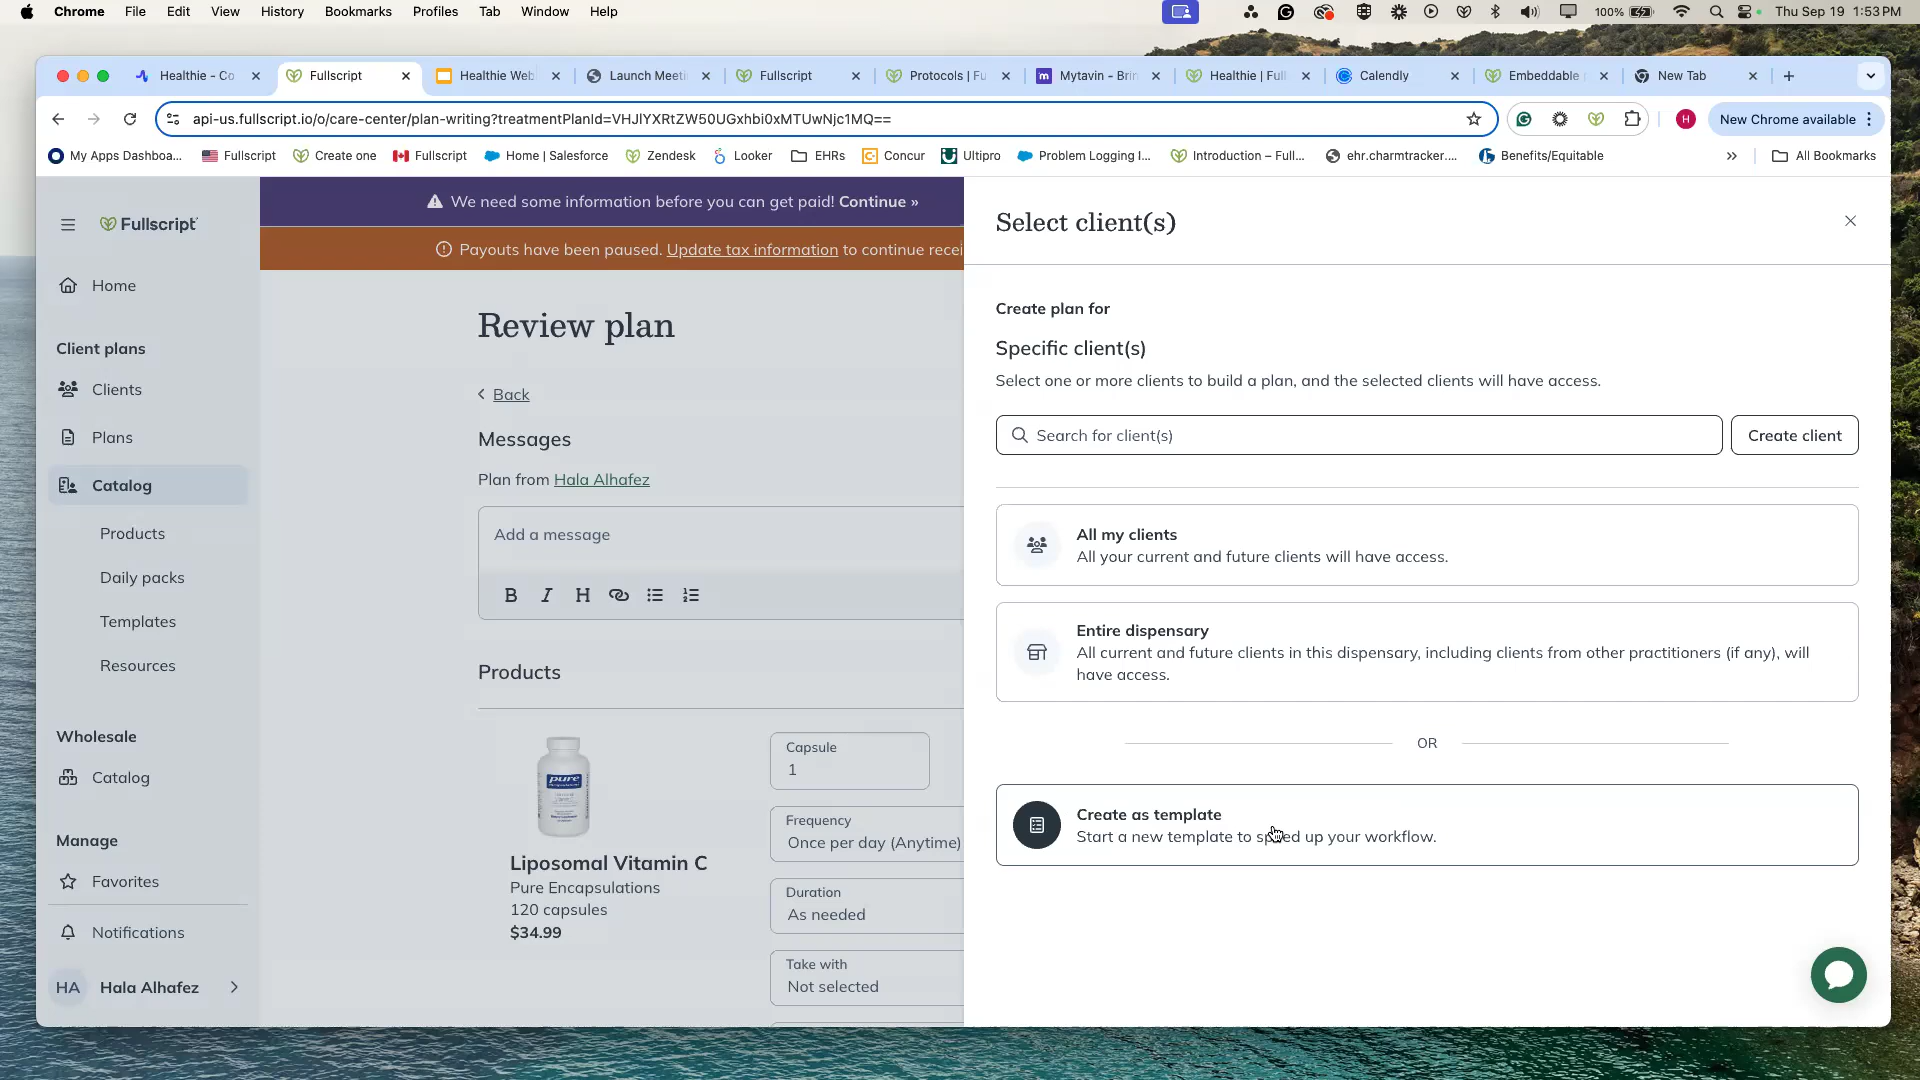 Chrome File Edit View History Bookmarks Profiles Tab Window Help
100% Thu Sep 19 1:53 PM
Healthie - Co
Fullscript
Healthie Web
Launch Meeti
Fullscript
Protocols | Fu
Mytavin - Brin
Healthie | Full
Calendly
Embeddable
New Tab
api-us.fullscript.io/o/care-center/plan-writing?treatmentPlanId=VHJlYXRtZW50UGxhbi0xMTUwNjc1MQ==
H
New Chrome available
My Apps Dashboa...
Fullscript
Create one
Fullscript
Home | Salesforce
Zendesk
Looker
EHRs
Concur
Ultipro
Problem Logging I...
Introduction – Full...
ehr.charmtracker....
Benefits/Equitable
All Bookmarks
Fullscript
Home
Client plans
Clients
Plans
Catalog
Products
Daily packs
Templates
Resources
Wholesale
Catalog
Manage
Favorites
Notifications
HA Hala Alhafez
We need some information before you can get paid! Continue »
Payouts have been paused. Update tax information to continue recei
Review plan
Back
Messages
Plan from Hala Alhafez
Add a message
B I H
Products
pure
Liposomal Vitamin C
Pure Encapsulations
120 capsules
$34.99
Capsule
1
Frequency
Once per day (Anytime)
Duration
As needed
Take with
Not selected
Select client(s)
Create plan for
Specific client(s)
Select one or more clients to build a plan, and the selected clients will have access.
Search for client(s)
Create client
All my clients
All your current and future clients will have access.
Entire dispensary
All current and future clients in this dispensary, including clients from other practitioners (if any), will
have access.
OR
Create as template
Start a new template to speed up your workflow.